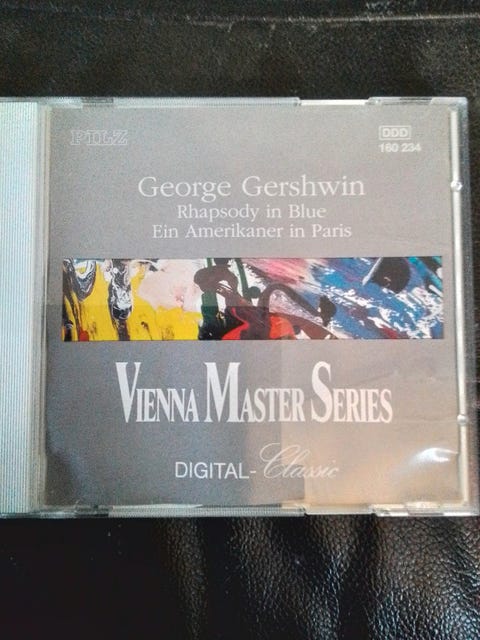 PILZ
DDD
160 234
George Gershwin
Rhapsody in Blue
Ein Amerikaner in Paris
VIENNA MASTER SERIES
DIGITAL-Classic